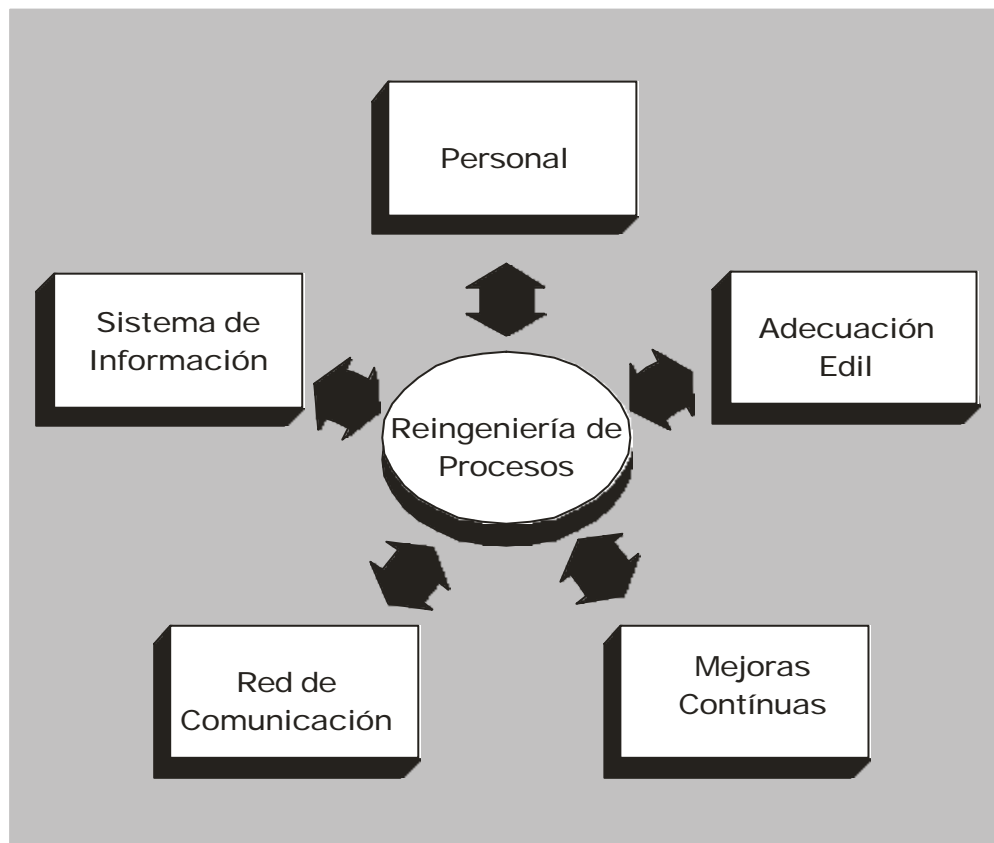 Personal
Sistema de
Información
Adecuación
Edil
Reingeniería de
Procesos
Red de
Comunicación
Mejoras
Contínuas